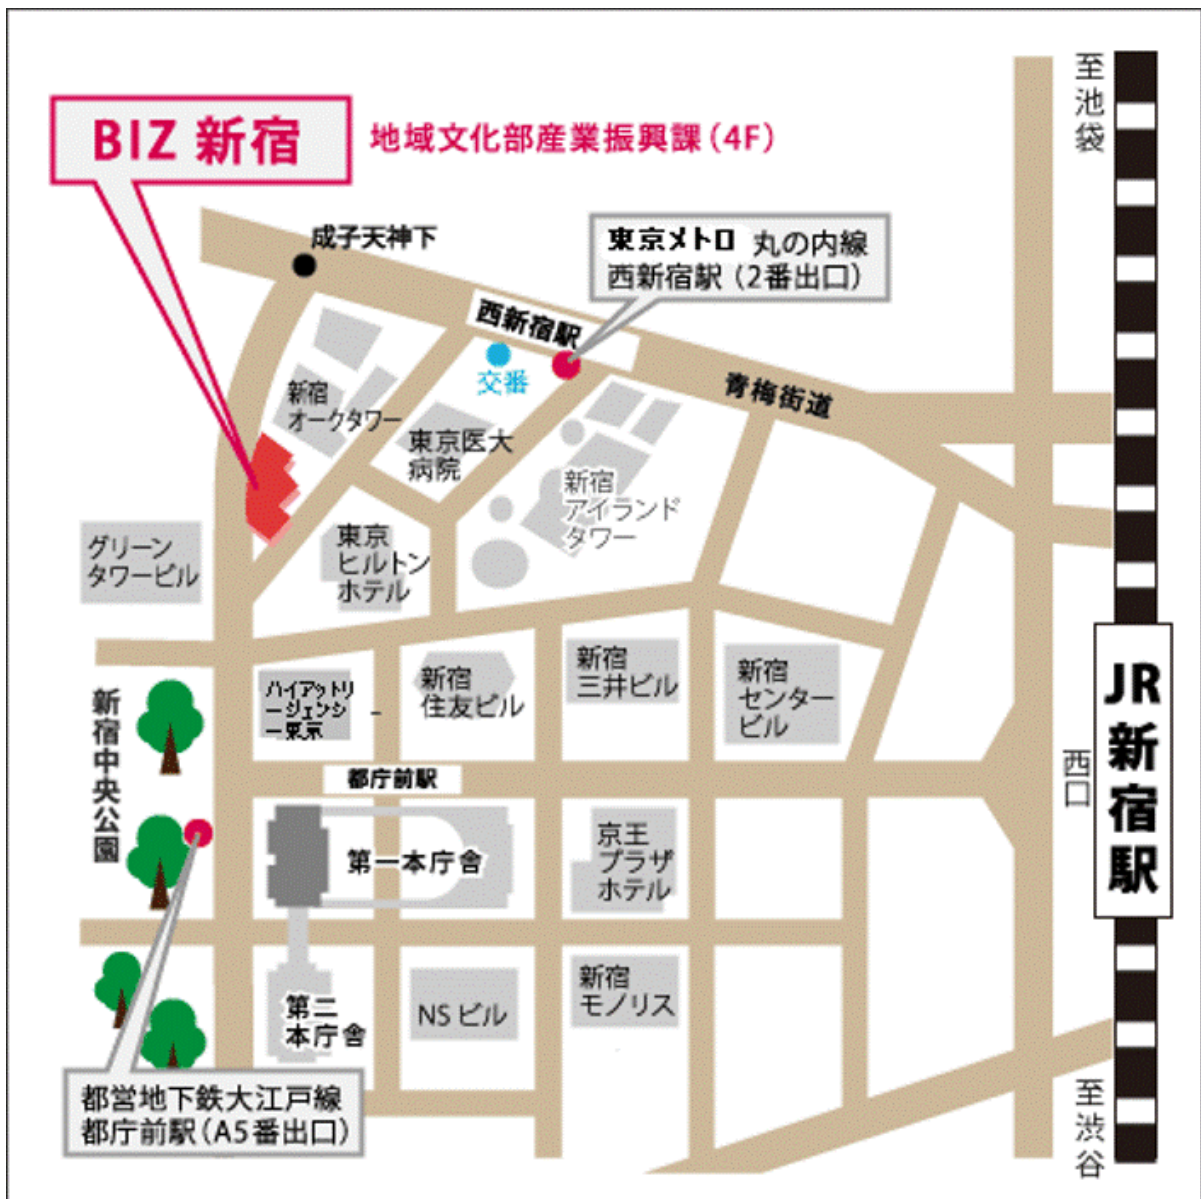 至池袋
BIZ 新宿
地域文化部産業振興課(4F)
成子天神下
東京メトロ 丸の内線
西新宿駅(2番出口)
西新宿駅
交番
青梅街道
新宿
オークタワー
東京医大
病院
新宿
アイランド
タワー
グリーン
タワービル
東京
ヒルトン
ホテル
新宿
三井ビル
新宿
住友ビル
新宿
センター
ビル
ハイアットリ
ージェンシ
ー東京
JR新宿駅
西口
新宿中央公園
都庁前駅
第一本庁舎
京王
プラザ
ホテル
第二
本庁舎
NSビル
新宿
モノリス
都営地下鉄大江戸線
都庁前駅(A5番出口)
至渋谷